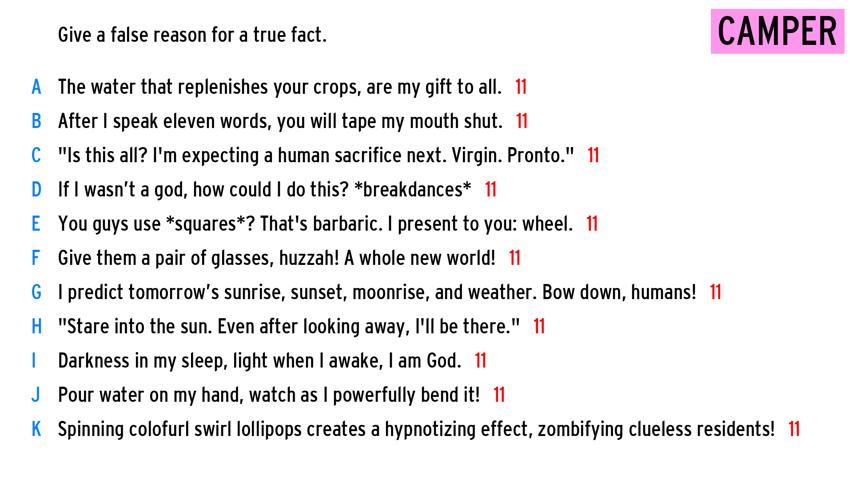 Give a false reason for a true fact.
CAMPER
A The water that replenishes your crops, are my gift to all. 11
B After I speak eleven words, you will tape my mouth shut. 11
C "Is this all? I'm expecting a human sacrifice next. Virgin. Pronto." 11
D If I wasn’t a god, how could I do this? *breakdances* 11
E You guys use *squares*? That's barbaric. I present to you: wheel. 11
F Give them a pair of glasses, huzzah! A whole new world! 11
G I predict tomorrow’s sunrise, sunset, moonrise, and weather. Bow down, humans! 11
H "Stare into the sun. Even after looking away, I'll be there." 11
I Darkness in my sleep, light when I awake, I am God. 11
J Pour water on my hand, watch as I powerfully bend it! 11
K Spinning colofurl swirl lollipops creates a hypnotizing effect, zombifying clueless residents! 11